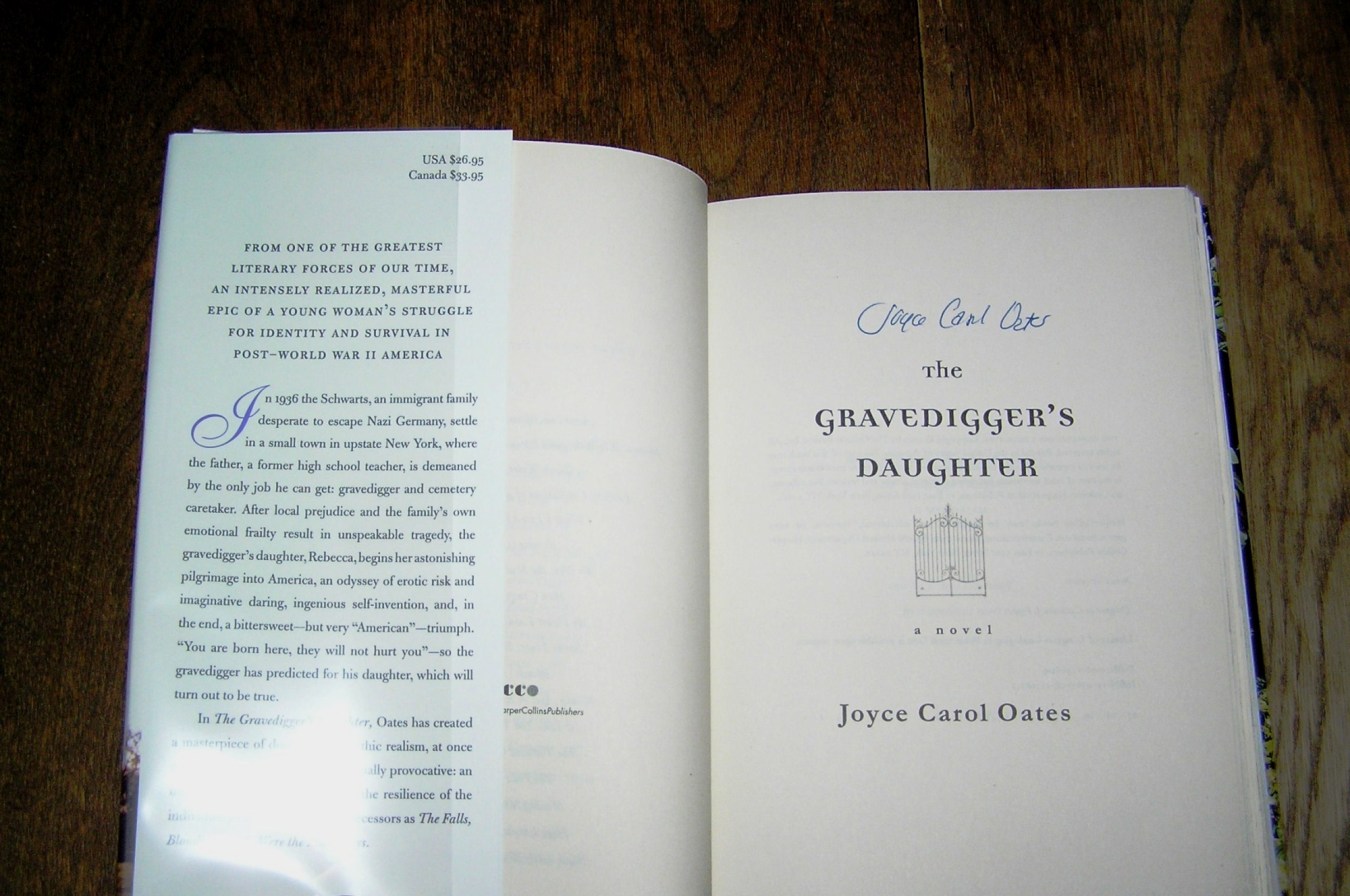 USA $26.95
Canada $33.95
FROM ONE OF THE GREATEST
LITERARY FORCES OF OUR TIME,
AN INTENSELY REALIZED, MASTERFUL
EPIC OF A YOUNG WOMAN'S STRUGGLE
FOR IDENTITY AND SURVIVAL IN
POST–WORLD WAR II AMERICA
In 1936 the Schwarts, an immigrant family
desperate to escape Nazi Germany, settle
in a small town in upstate New York, where
the father, a former high school teacher, is demeaned
by the only job he can get: gravedigger and cemetery
caretaker. After local prejudice and the family's own
emotional frailty result in unspeakable tragedy, the
gravedigger's daughter, Rebecca, begins her astonishing
pilgrimage into America, an odyssey of erotic risk and
imaginative daring, ingenious self-invention, and, in
the end, a bittersweet—but very "American"—triumph.
"You are born here, they will not hurt you"—so the
gravedigger has predicted for his daughter, which will
turn out to be true.
In The Oates has created
a masterpiece of realism, at once
provocative: an
resilience of the
as The Falls,
cco
arperCollinsPublishers
Joyce Carol Oates
The
GRAVEDIGGER'S
DAUGHTER
a novel
Joyce Carol Oates